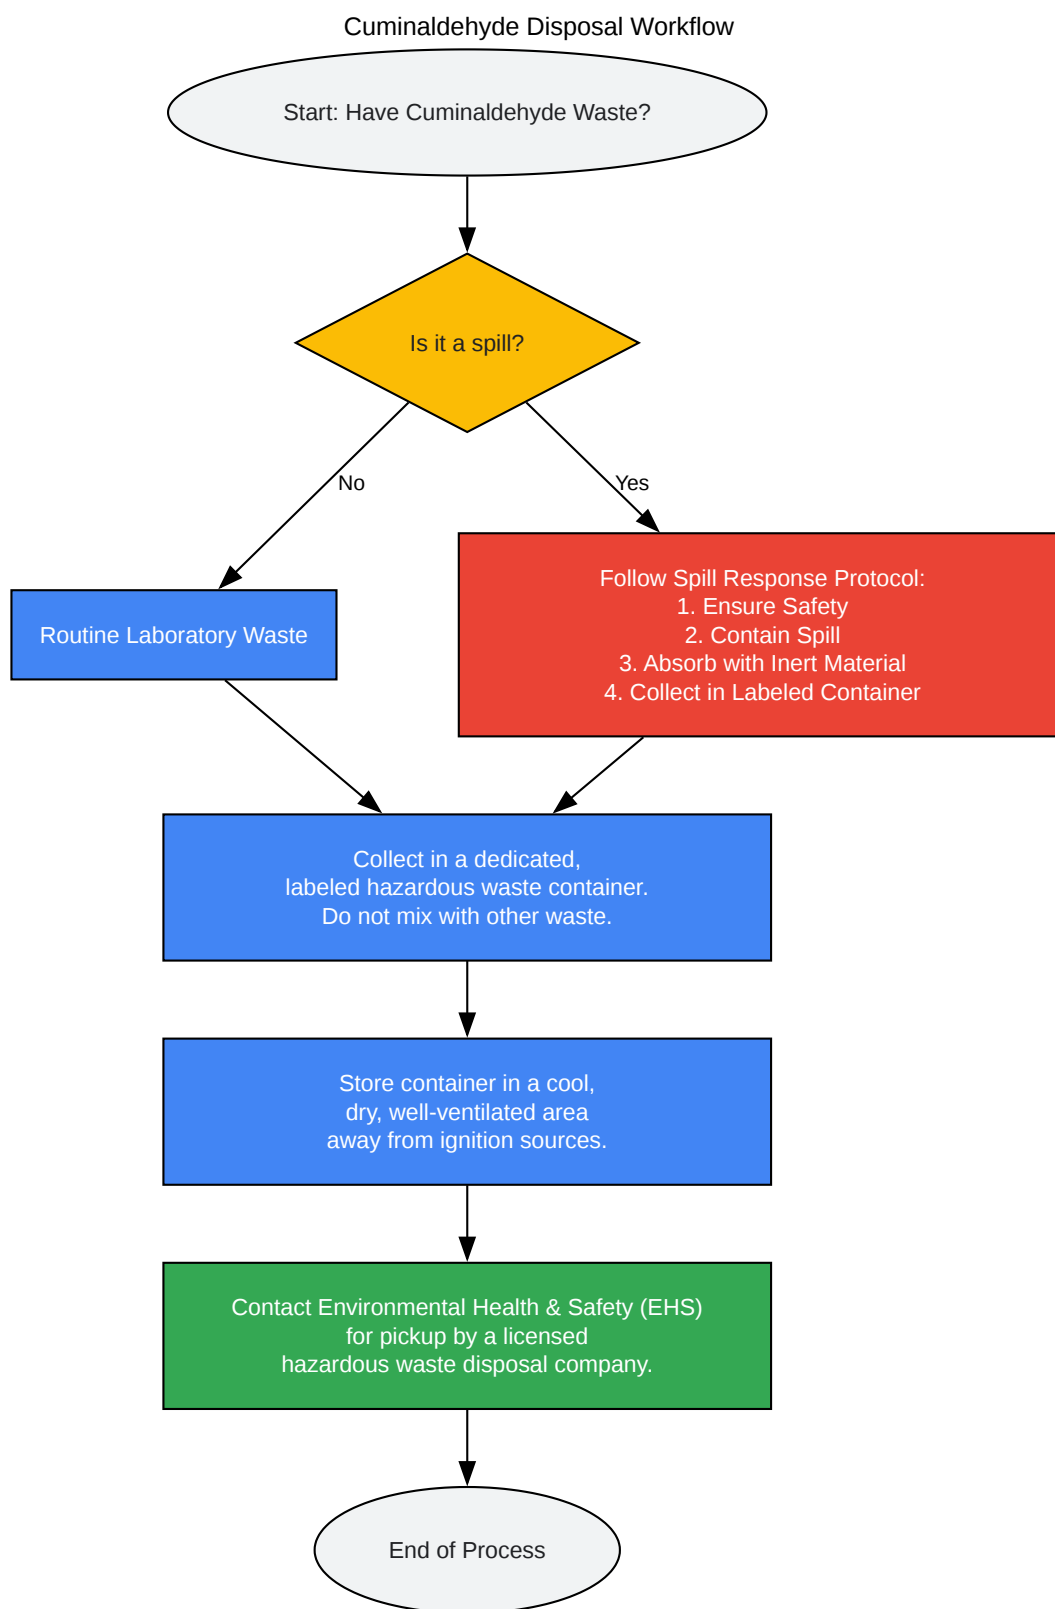 Cuminaldehyde Disposal Workflow
Start: Have Cuminaldehyde Waste?
Is it a spill?
No
Yes
Routine Laboratory Waste
Follow Spill Response Protocol:
1. Ensure Safety
2. Contain Spill
3. Absorb with Inert Material
4. Collect in Labeled Container
Collect in a dedicated,
labeled hazardous waste container.
Do not mix with other waste.
Store container in a cool,
dry, well-ventilated area
away from ignition sources.
Contact Environmental Health & Safety (EHS)
for pickup by a licensed
hazardous waste disposal company.
End of Process